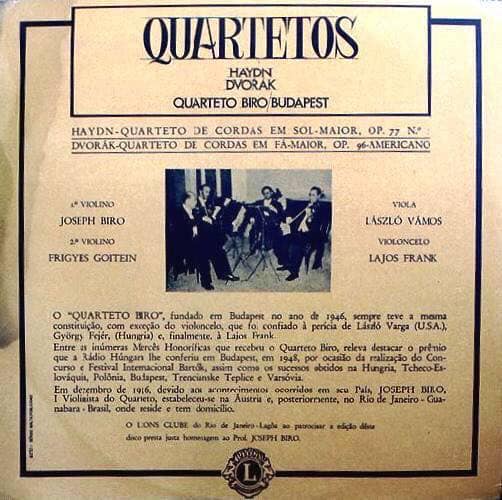 QUARTETOS
HAYDN
DVOŘAK
QUARTETO BIRO/BUDAPEST
HAYDN-QUARTETO DE CORDAS EM SOL-MAIOR, OP. 77 N.º
DVORÁK-QUARTETO DE CORDAS EM FÁ-MAIOR, OP. 96-AMERICANO
1.º VIOLINO
JOSEPH BIRO
2.º VIOLINO
FRIGYES GOITEIN
VIOLA
LÁSZLÓ VÁMOS
VIOLONCELO
LAJOS FRANK
O "QUARTETO BIRO", fundado em Budapest no ano de 1946, sempre teve a mesma
constituição, com exceção do violoncelo, que foi confiado à perícia de László Varga (U.S.A.),
György Fejér, (Hungria) e, finalmente, à Lajos Frank.
Entre as inúmeras Mercês Honoríficas que recebeu o Quarteto Biro, releva destacar o prêmio
que a Rádio Húngara lhe conferiu em Budapest, em 1948, por ocasião da realização do Con-
curso e Festival Internacional Bartók, assim como os sucessos obtidos na Hungria, Tcheco-Es-
lováquis, Polônia, Budapest, Trencianske Teplice e Varsóvia.
Em dezembro de 1956, devido aos acontecimentos ocorridos em seu País, JOSEPH BIRO,
I Violinista do Quarteto, estabeleceu-se na Áustria e, posteriormente, no Rio de Janeiro - Gua-
nabara - Brasil, onde reside e tem domicílio.
O LIONS CLUBE do Rio de Janeiro-Lagôa ao patrocinar a edição dêste
disco presta justa homenagem ao Prof. JOSEPH BIRO.
LIONS
L